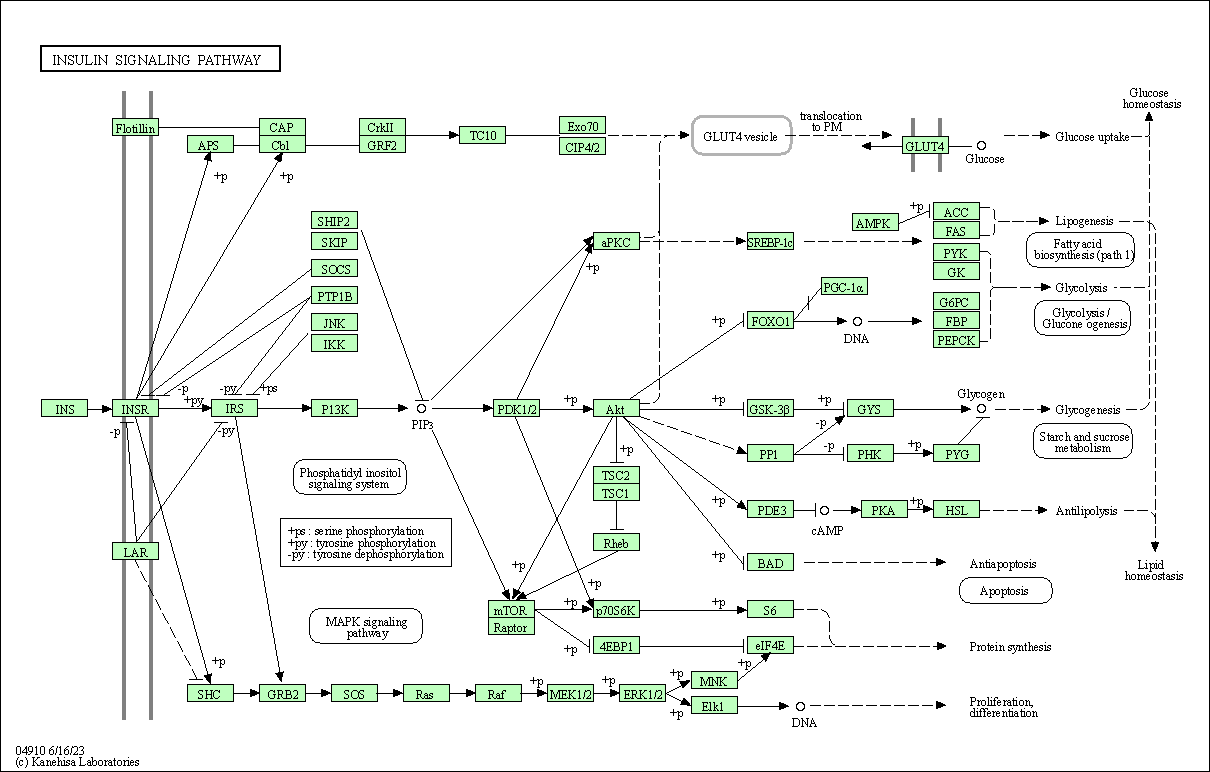 INSULIN SIGNALING PATHWAY
Glucose
homeostasis
Flotillin
CAP
CrkII
APS
Cbl
GRF2
TC10
Exo70
CIP4/2
GLUT4 vesicle
translocation
to PM
GLUT4
Glucose
Glucose uptake
+p
+p
SHIP2
SKIP
SOCS
PTP1B
JNK
IKK
aPKC
+p
SREBP-1c
AMPK
+p
ACC
FAS
PYK
GK
G6PC
FBP
PEPCK
Lipogenesis
Fatty acid
biosynthesis (path 1)
Glycolysis
Glycolysis /
Glucone ogenesis
PGC-1α
+p
FOXO1
DNA
-p
+py
-py
+ps
INS
INSR
IRS
P13K
PIP3
PDK1/2
+p
Akt
+p
GSK-3β
+p
GYS
Glycogen
Glycogenesis
-p
-py
-p
+p
PP1
-p
PHK
+p
PYG
Starch and sucrose
metabolism
Phosphatidyl inositol
signaling system
TSC2
TSC1
+p
PDE3
cAMP
PKA
+p
HSL
Antilipolysis
+ps : serine phosphorylation
+py : tyrosine phosphorylation
-py : tyrosine dephosphorylation
LAR
Rheb
+p
+p
BAD
Antiapoptosis
Apoptosis
Lipid
homeostasis
+p
mTOR
Raptor
+p
p70S6K
+p
S6
MAPK signaling
pathway
+p
4EBP1
eIF4E
Protein synthesis
+p
SHC
GRB2
SOS
Ras
Raf
+p
MEK1/2
+p
ERK1/2
+p
MNK
+p
+p
Elk1
DNA
Proliferation,
differentiation
04910 6/16/23
(c) Kanehisa Laboratories